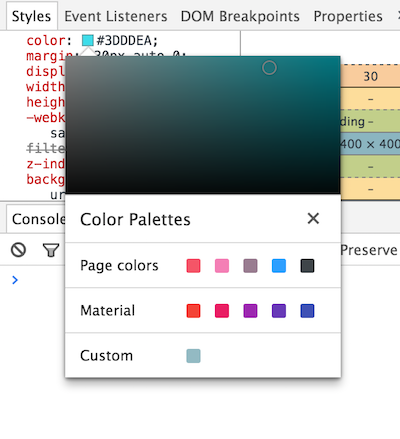 Styles Event Listeners DOM Breakpoints Properties
color: #3DDDEA;
margin: 30px auto 0;
disp
width
heigh
-webk
sa
filte
z-ind
backg
ur
30
–
ding –
400 × 400
–
–
Color Palettes ×
Page colors
Material
Custom
Console
Preserve
>